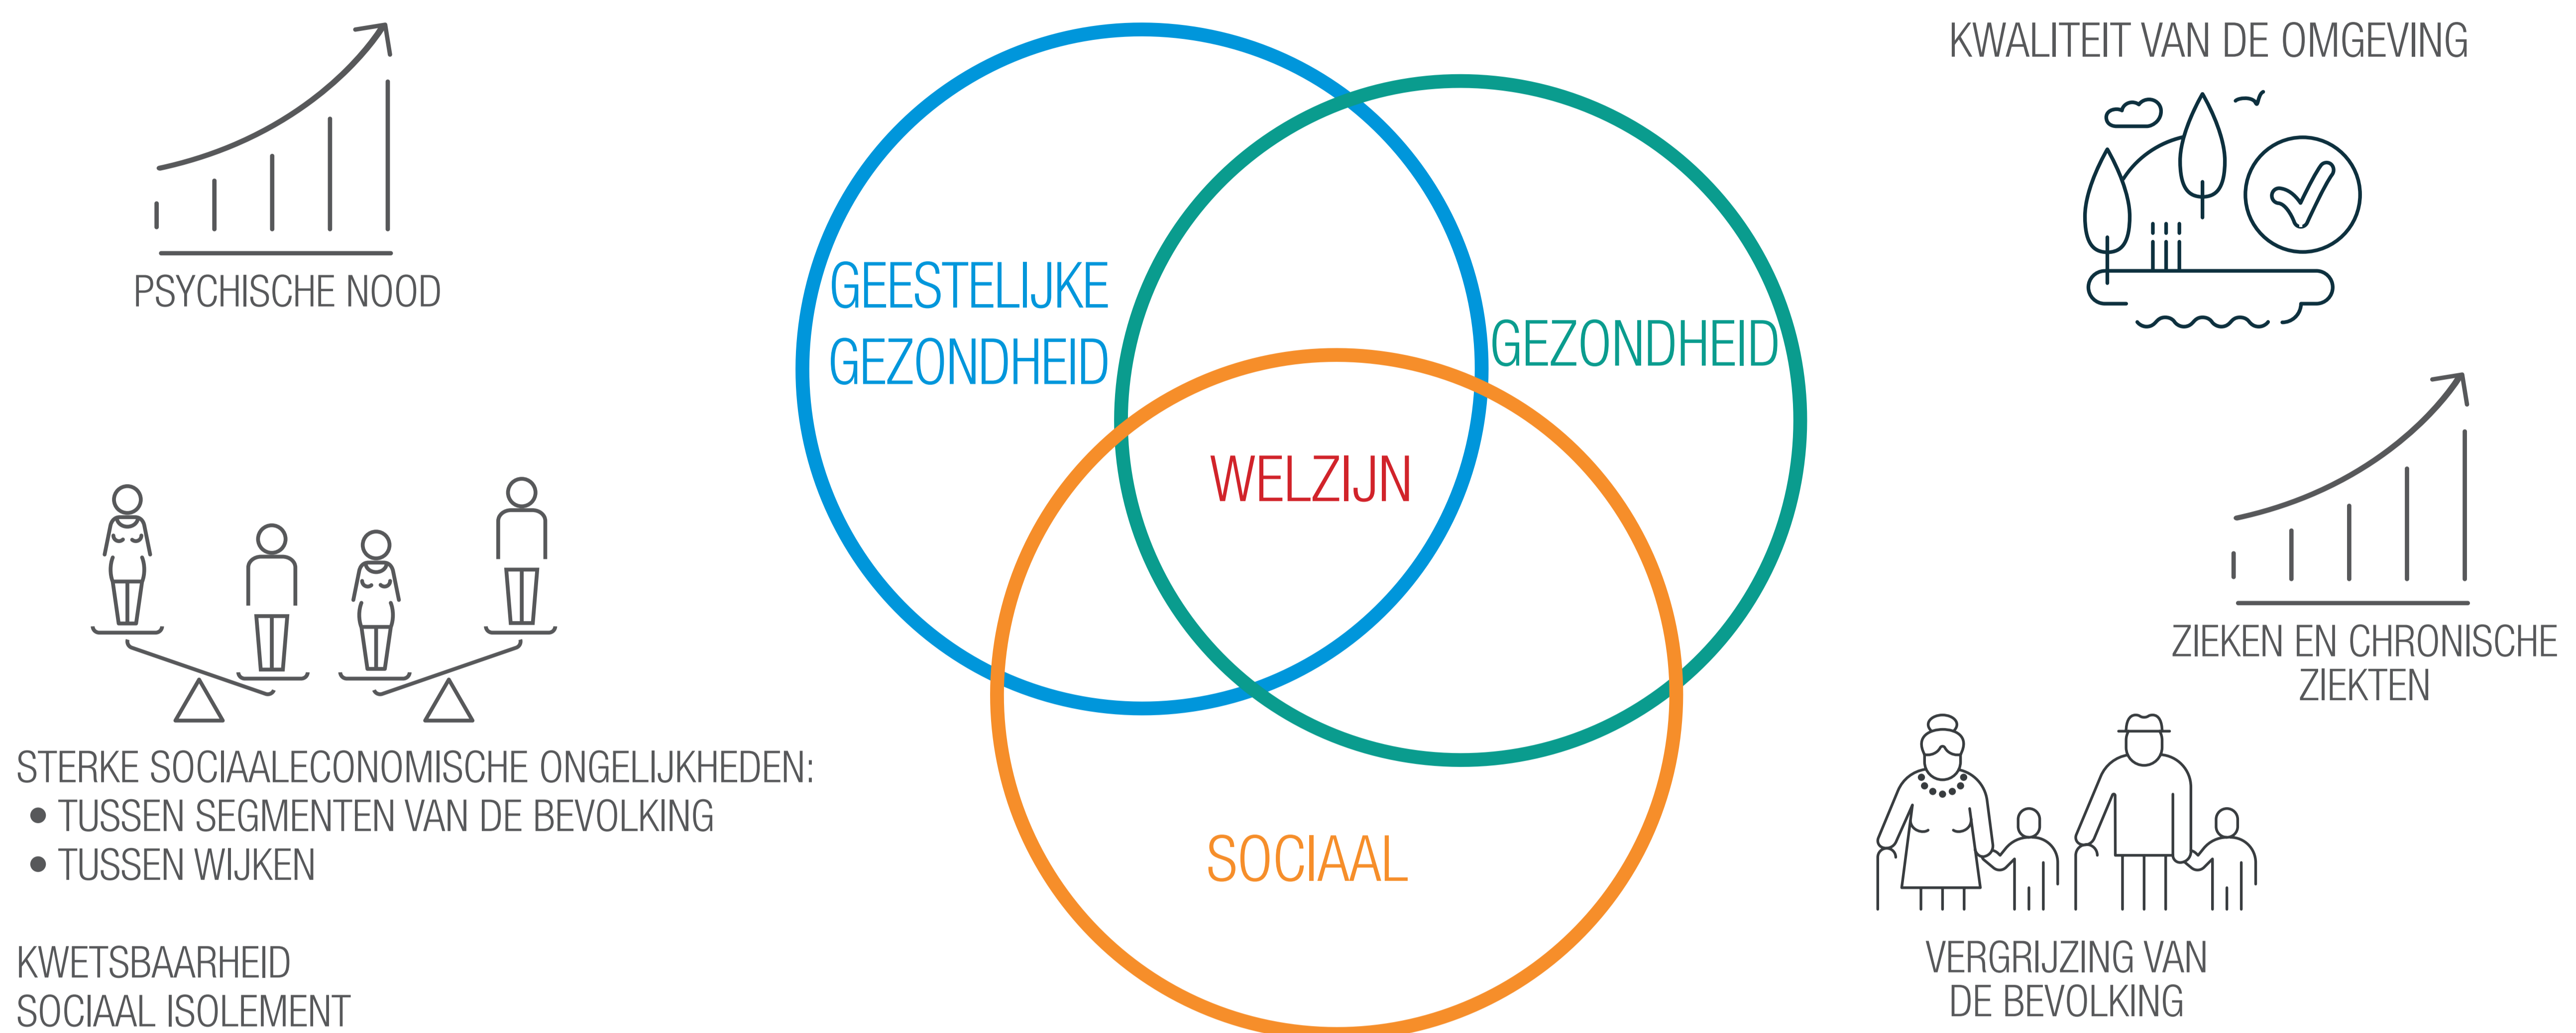 PSYCHISCHE NOOD
STERKE SOCIAALECONOMISCHE ONGELIJKHEDEN:
• TUSSEN SEGMENTEN VAN DE BEVOLKING
• TUSSEN WIJKEN
KWETSBAARHEID
SOCIAAL ISOLEMENT
GEESTELIJKE
GEZONDHEID
GEZONDHEID
WELZIJN
SOCIAAL
KWALITEIT VAN DE OMGEVING
ZIEKEN EN CHRONISCHE
ZIEKTEN
VERGRIJZING VAN
DE BEVOLKING